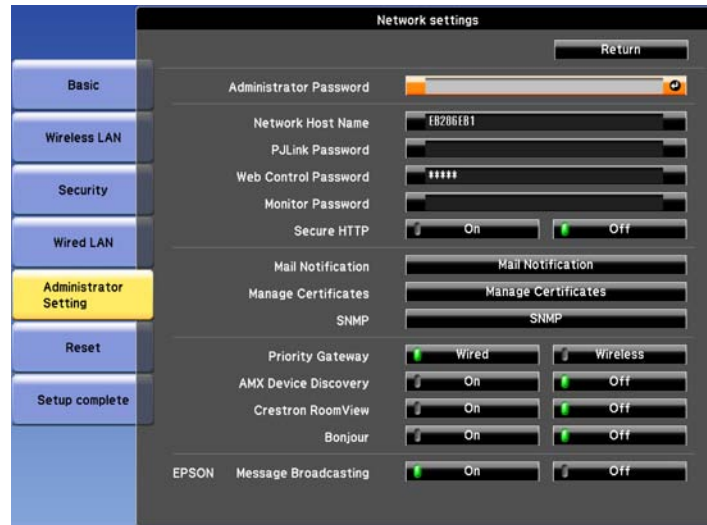 Network settings
Return
Basic
Wireless LAN
Security
Wired LAN
Administrator
Setting
Reset
Setup complete
Administrator Password
Network Host Name EB206EB1
PJLink Password
Web Control Password *****
Monitor Password
Secure HTTP On Off
Mail Notification Mail Notification
Manage Certificates Manage Certificates
SNMP SNMP
Priority Gateway Wired Wireless
AMX Device Discovery On Off
Crestron RoomView On Off
Bonjour On Off
EPSON Message Broadcasting On Off